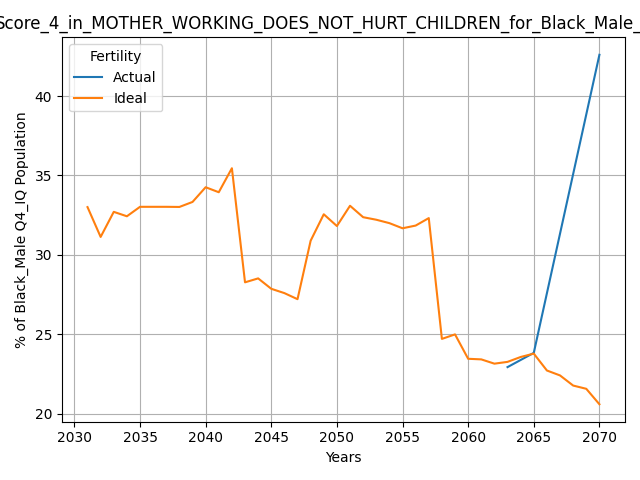 Score_4_in_MOTHER_WORKING_DOES_NOT_HURT_CHILDREN_for_Black_Male_
Fertility
Actual
Ideal
% of Black_Male Q4_IQ Population
40
35
30
25
20
2030 2035 2040 2045 2050 2055 2060 2065 2070
Years